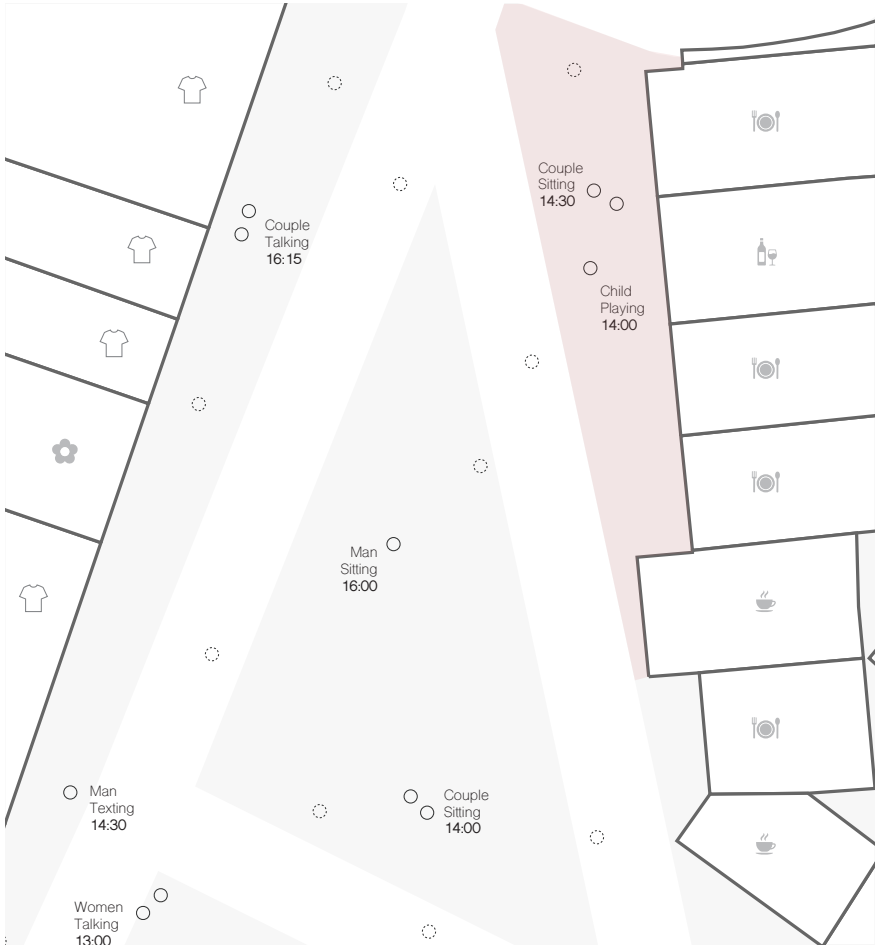 Couple
Sitting
14:30
Couple
Talking
16:15
Child
Playing
14:00
Man
Sitting
16:00
Man
Texting
14:30
Couple
Sitting
14:00
Women
Talking
13:00